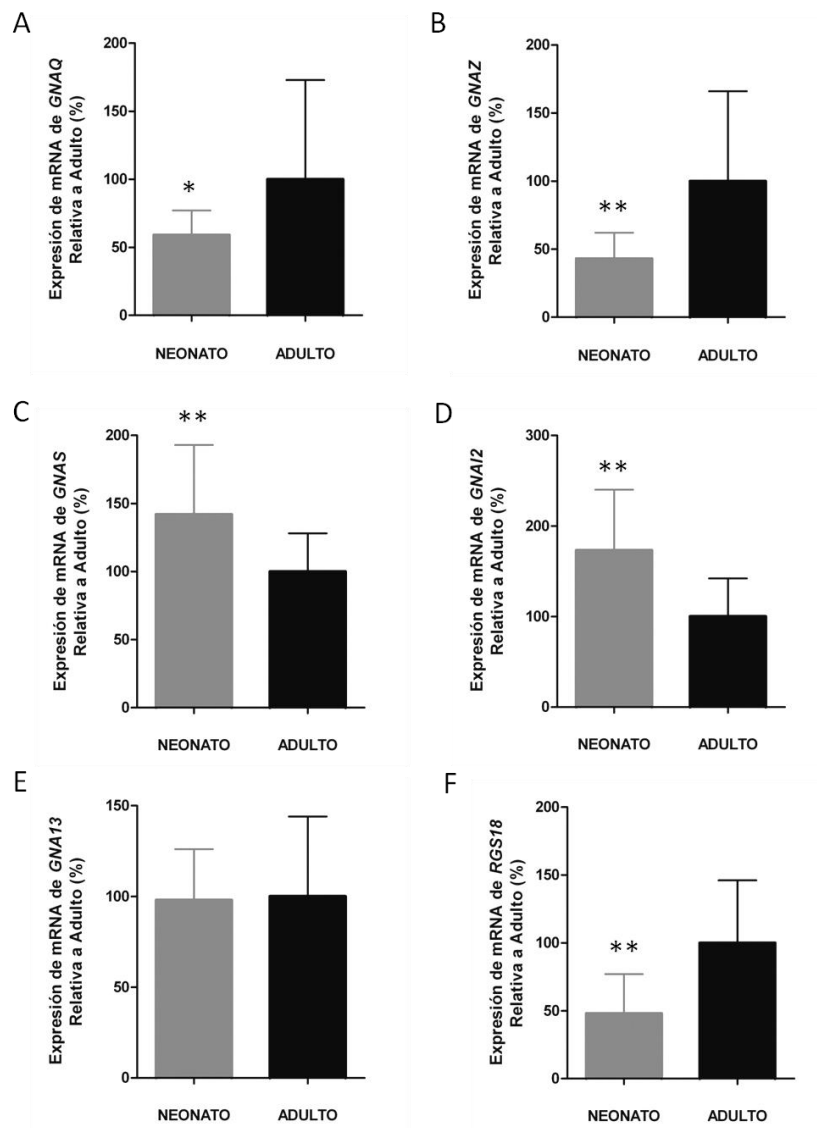 A
Expresión de mRNA de GNAQ
Relativa a Adulto (%)
200
150
100
50
0
*
NEONATO
ADULTO
B
Expresión de mRNA de GNAZ
Relativa a Adulto (%)
200
150
100
50
0
**
NEONATO
ADULTO
C
Expresión de mRNA de GNAS
Relativa a Adulto (%)
200
150
100
50
0
**
NEONATO
ADULTO
D
Expresión de mRNA de GNAI2
Relativa a Adulto (%)
300
200
100
0
**
NEONATO
ADULTO
E
Expresión de mRNA de GNA13
Relativa a Adulto (%)
150
100
50
0
NEONATO
ADULTO
F
Expresión de mRNA de RGS18
Relativa a Adulto (%)
200
150
100
50
0
**
NEONATO
ADULTO